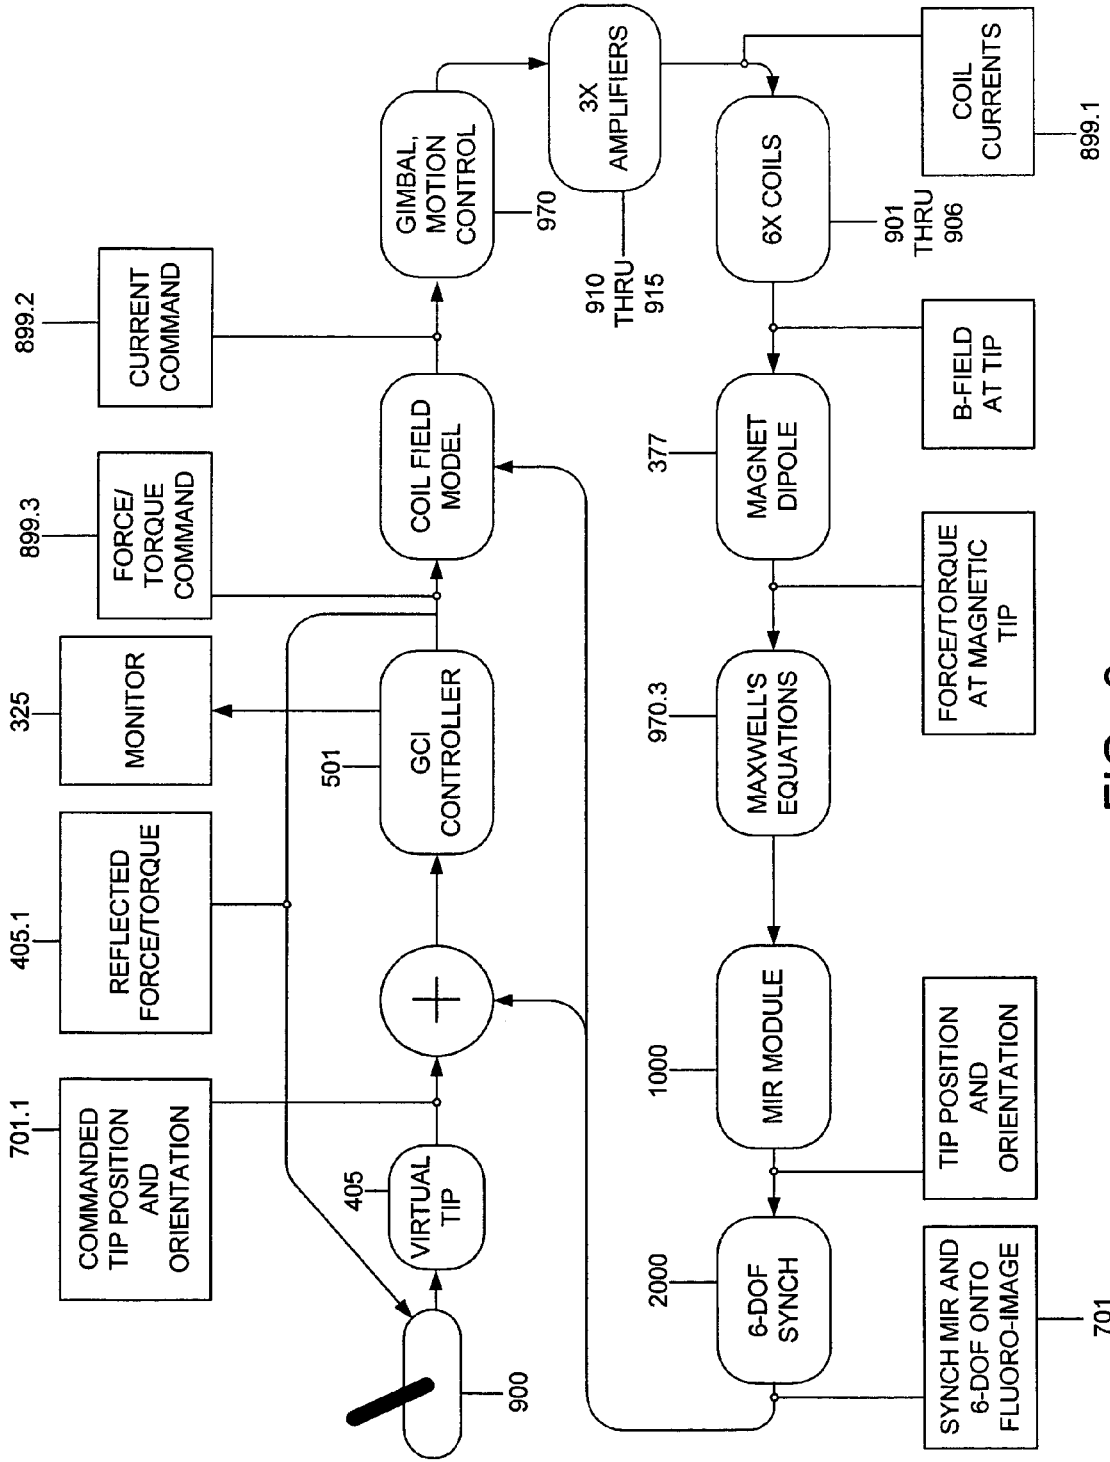 701.1
COMMANDED
TIP POSITION
AND
ORIENTATION
405.1
REFLECTED
FORCE/TORQUE
325
MONITOR
899.3
FORCE/
TORQUE
COMMAND
899.2
CURRENT
COMMAND
900
405
VIRTUAL
TIP
+
501
GCI
CONTROLLER
COIL FIELD
MODEL
GIMBAL,
MOTION
CONTROL
970
3X
AMPLIFIERS
910
THRU
915
2000
6-DOF
SYNCH
1000
MIR MODULE
970.3
MAXWELL'S
EQUATIONS
377
MAGNET
DIPOLE
6X COILS
901
THRU
906
SYNCH MIR AND
6-DOF ONTO
FLUORO-IMAGE
701
TIP POSITION
AND
ORIENTATION
FORCE/TORQUE
AT MAGNETIC
TIP
B-FIELD
AT TIP
COIL
CURRENTS
899.1
FIG.